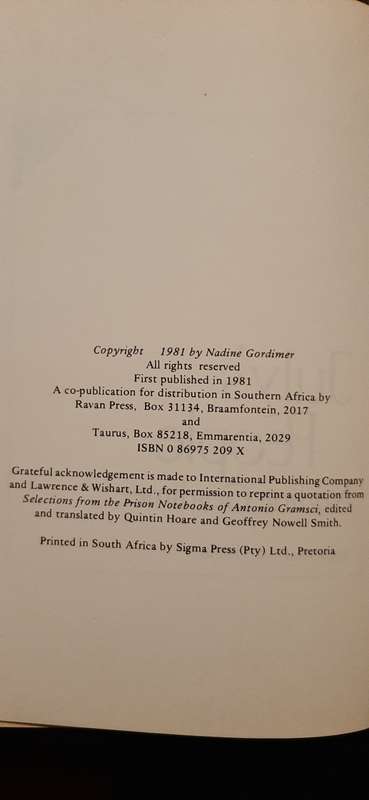 Copyright 1981 by Nadine Gordimer
All rights reserved
First published in 1981
A co-publication for distribution in Southern Africa by
Ravan Press, Box 31134, Braamfontein, 2017
and
Taurus, Box 85218, Emmarentia, 2029
ISBN 0 86975 209 X
Grateful acknowledgement is made to International Publishing Company
and Lawrence & Wishart, Ltd., for permission to reprint a quotation from
Selections from the Prison Notebooks of Antonio Gramsci, edited
and translated by Quintin Hoare and Geoffrey Nowell Smith.
Printed in South Africa by Sigma Press (Pty) Ltd., Pretoria